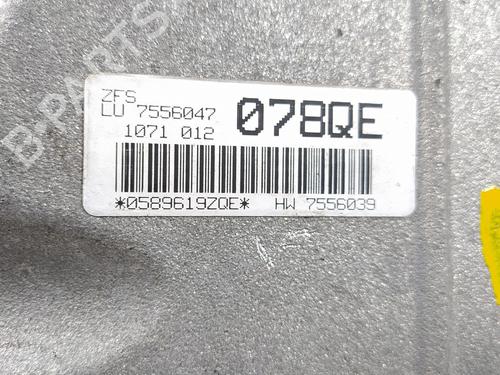 ZFS
LU 7556047
1071 012
078QE
*0589619ZQE* HW 7556039
B-PARTS